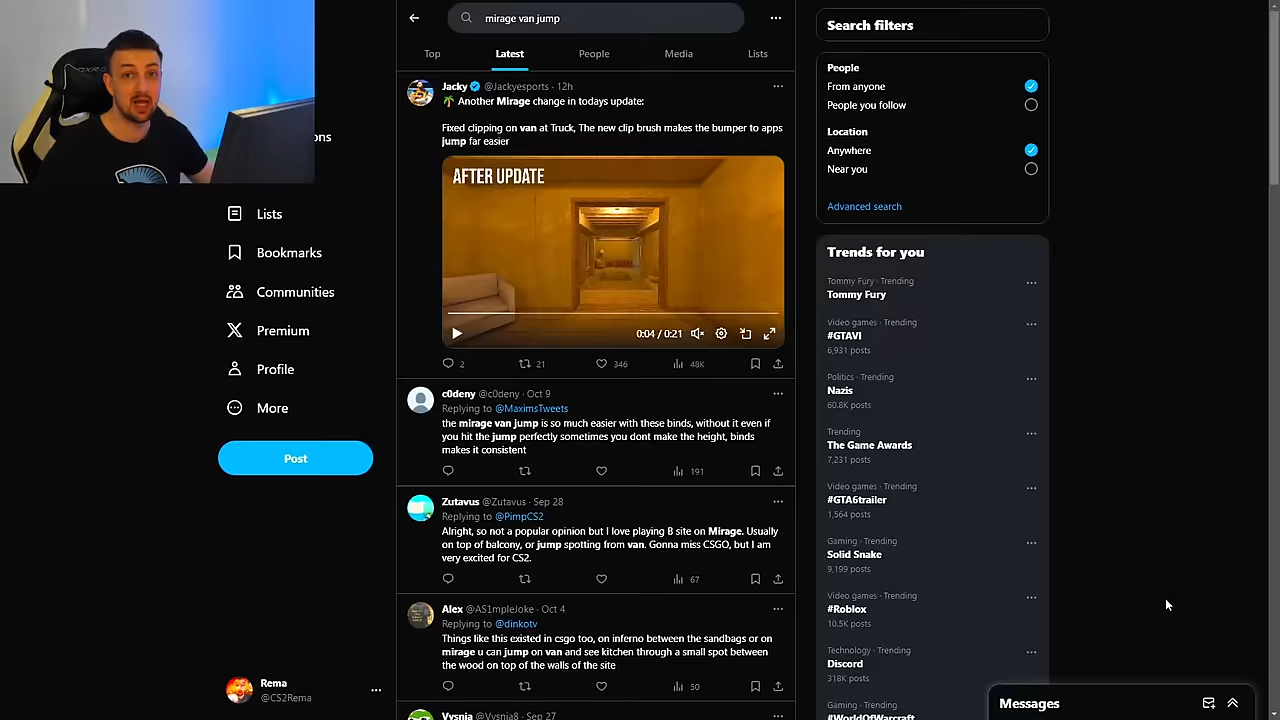 mirage van jump
Top
Latest
People
Media
Lists
Jacky @Jackyesports · 12h
🌴 Another Mirage change in todays update:
Fixed clipping on van at Truck, The new clip brush makes the bumper to apps
jump far easier
AFTER UPDATE
0:04 / 0:21
2
21
346
48K
c0deny @c0deny · Oct 9
Replying to @MaximsTweets
the mirage van jump is so much easier with these binds, without it even if
you hit the jump perfectly sometimes you dont make the height, binds
makes it consistent
191
Zutavus @Zutavus · Sep 28
Replying to @PimpCS2
Alright, so not a popular opinion but I love playing B site on Mirage. Usually
on top of balcony, or jump spotting from van. Gonna miss CSGO, but I am
very excited for CS2.
67
Alex @AS1mpleJoke · Oct 4
Replying to @dinkotv
Things like this existed in csgo too, on inferno between the sandbags or on
mirage u can jump on van and see kitchen through a small spot between
the wood on top of the walls of the site
50
Vysnia @Vysnia8 · Sep 27
ons
Lists
Bookmarks
Communities
Premium
Profile
More
Post
Rema
@CS2Rema
Search filters
People
From anyone
People you follow
Location
Anywhere
Near you
Advanced search
Trends for you
Tommy Fury · Trending
Tommy Fury
Video games · Trending
#GTAVI
6,931 posts
Politics · Trending
Nazis
60.8K posts
Trending
The Game Awards
7,231 posts
Video games · Trending
#GTA6trailer
1,564 posts
Gaming · Trending
Solid Snake
9,199 posts
Video games · Trending
#Roblox
10.5K posts
Technology · Trending
Discord
318K posts
Gaming · Trending
#WorldOfWarcraft
Messages